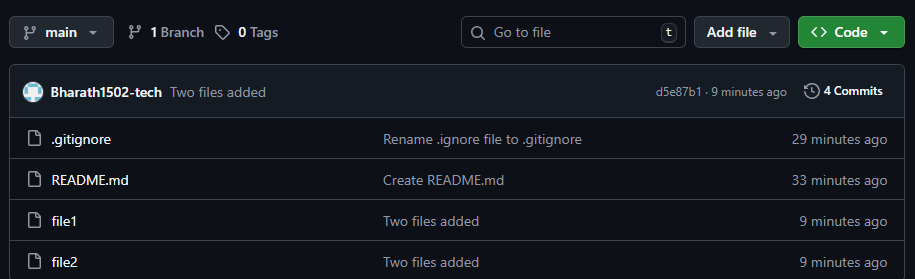 main 1 Branch 0 Tags Go to file t Add file Code
Bharath1502-tech Two files added d5e87b1 · 9 minutes ago 4 Commits
.gitignore Rename .ignore file to .gitignore 29 minutes ago
README.md Create README.md 33 minutes ago
file1 Two files added 9 minutes ago
file2 Two files added 9 minutes ago